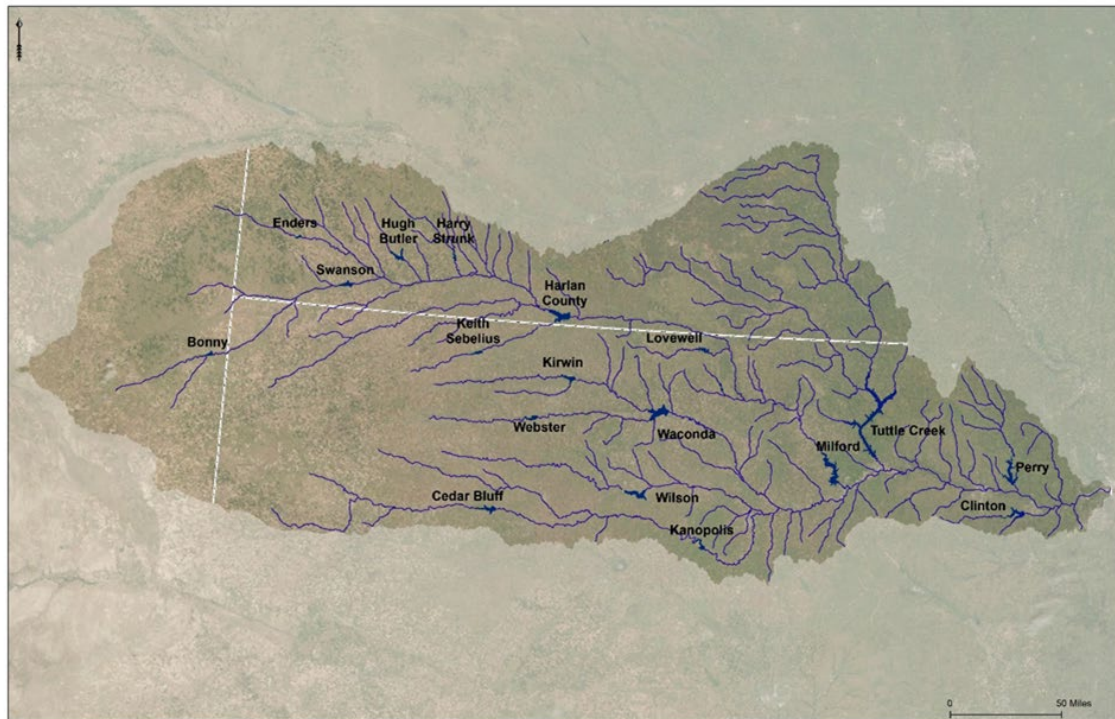 Enders
Hugh
Butler
Harry
Strunk
Swanson
Harlan
County
Bonny
Keith
Sebelius
Lovewell
Kirwin
Webster
Waconda
Tuttle Creek
Milford
Perry
Cedar Bluff
Wilson
Clinton
Kanopolis
0
50 Miles